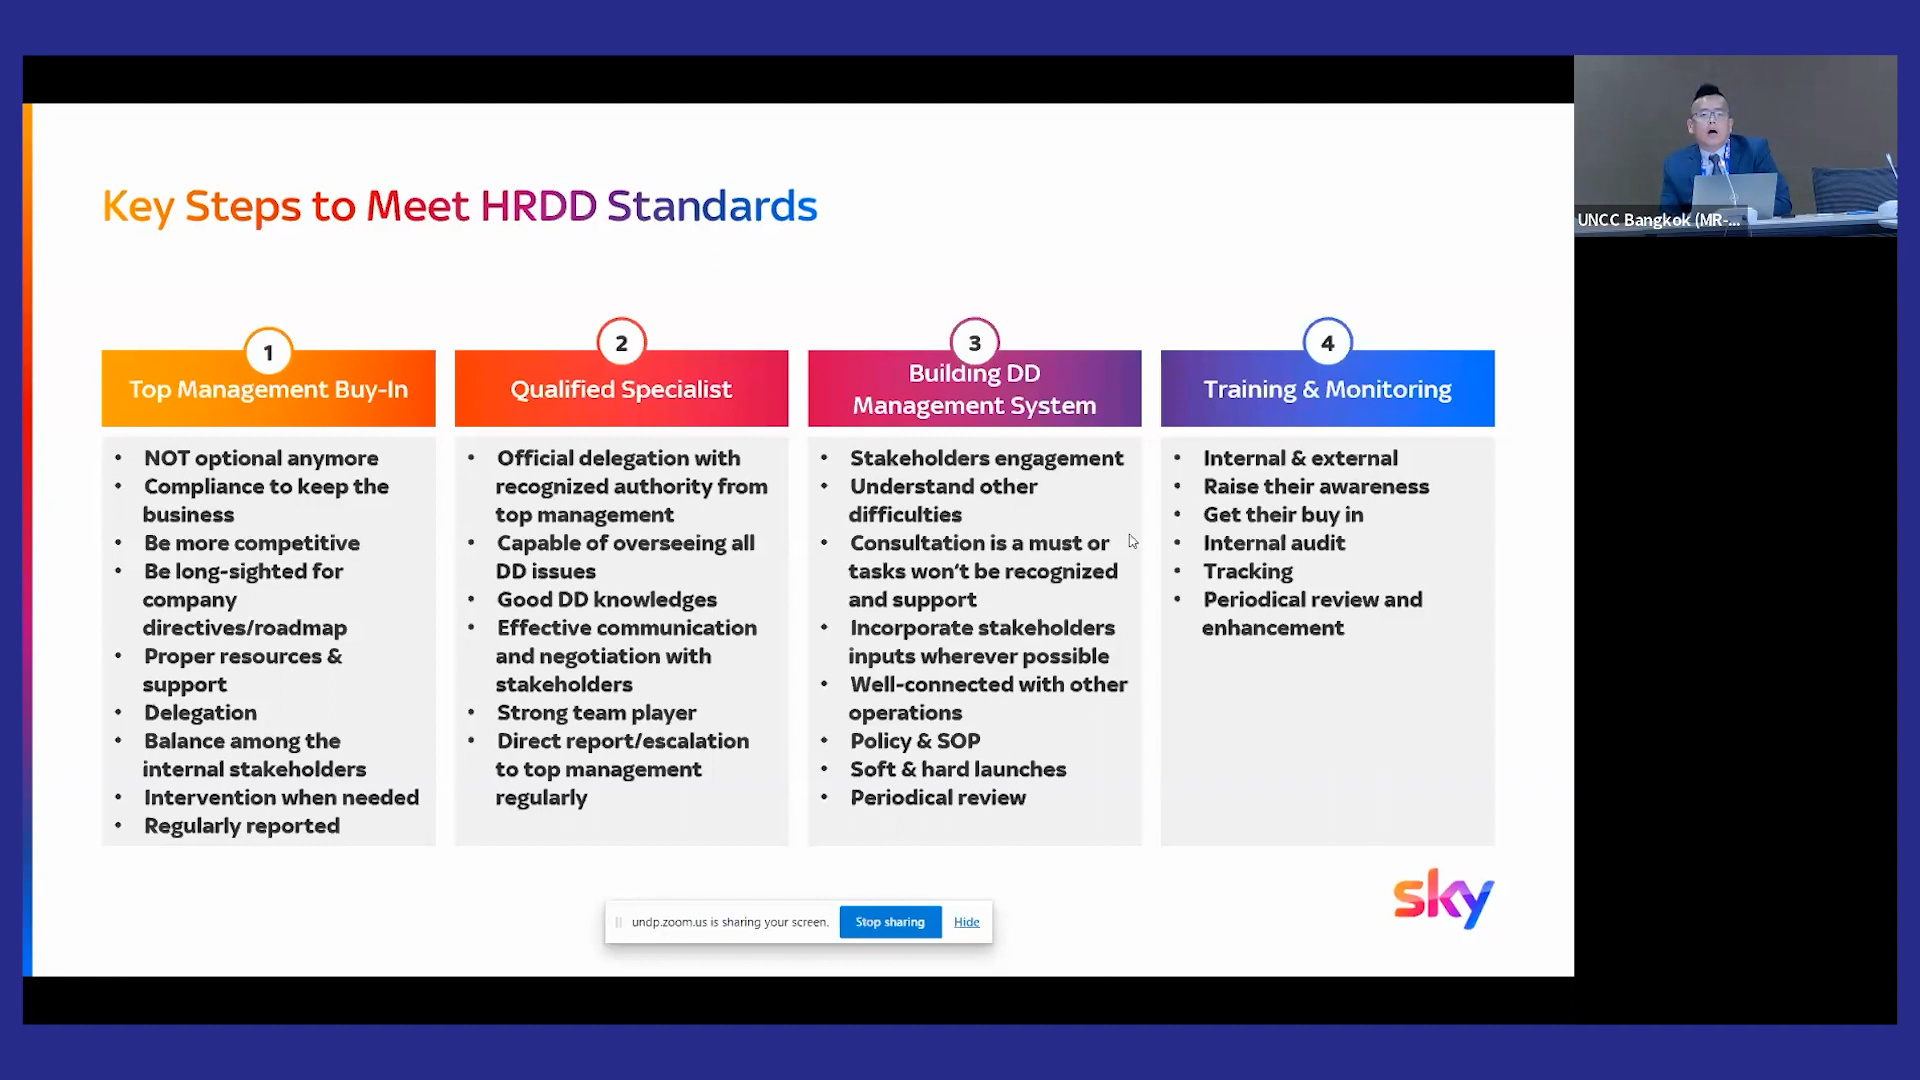 Key Steps to Meet HRDD Standards
UNCC Bangkok (MR-...
1
Top Management Buy-In
• NOT optional anymore
• Compliance to keep the
business
• Be more competitive
• Be long-sighted for
company
directives/roadmap
• Proper resources &
support
• Delegation
• Balance among the
internal stakeholders
• Intervention when needed
• Regularly reported
2
Qualified Specialist
• Official delegation with
recognized authority from
top management
• Capable of overseeing all
DD issues
• Good DD knowledges
• Effective communication
and negotiation with
stakeholders
• Strong team player
• Direct report/escalation
to top management
regularly
3
Building DD
Management System
• Stakeholders engagement
• Understand other
difficulties
• Consultation is a must or
tasks won't be recognized
and support
• Incorporate stakeholders
inputs wherever possible
• Well-connected with other
operations
• Policy & SOP
• Soft & hard launches
• Periodical review
4
Training & Monitoring
• Internal & external
• Raise their awareness
• Get their buy in
• Internal audit
• Tracking
• Periodical review and
enhancement
sky
undp.zoom.us is sharing your screen.
Stop sharing
Hide